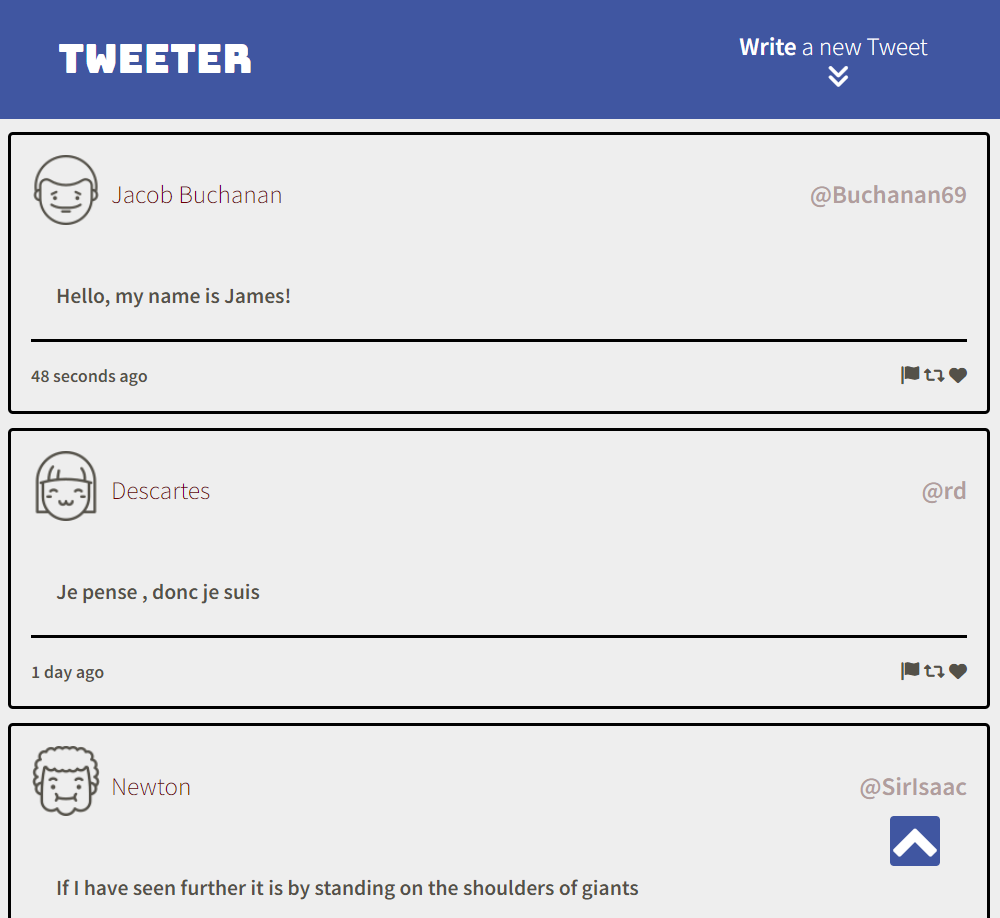 TWEETER
Write a new Tweet
Jacob Buchanan
@Buchanan69
Hello, my name is James!
48 seconds ago
Descartes
@rd
Je pense , donc je suis
1 day ago
Newton
@SirIsaac
If I have seen further it is by standing on the shoulders of giants